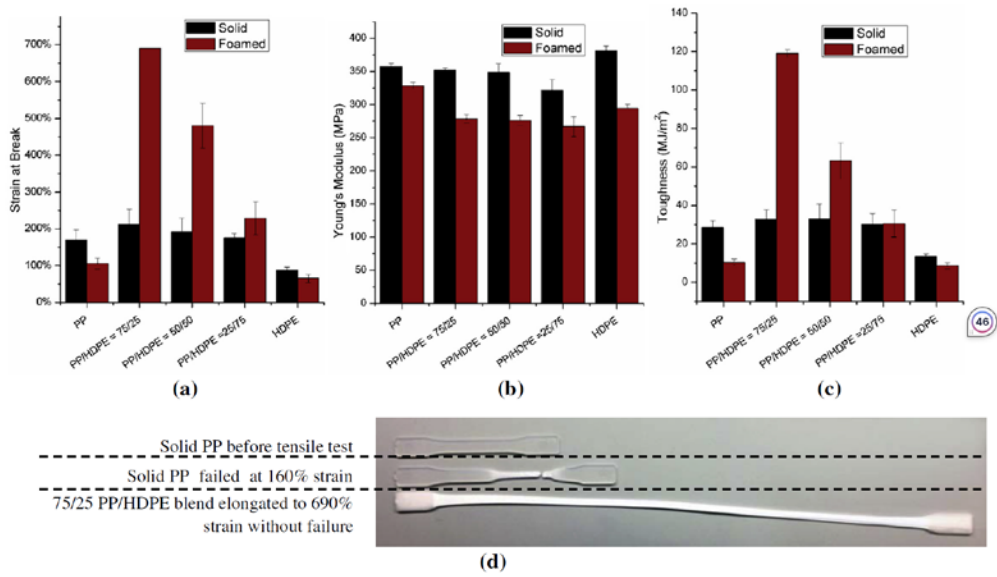 (a)
Strain at Break
700%
600%
500%
400%
300%
200%
100%
0%
Solid
Foamed
PP
PP/HDPE = 75/25
PP/HDPE = 50/50
PP/HDPE =25/75
HDPE
(b)
Young's Modulus (MPa)
400
350
300
250
200
150
100
50
0
Solid
Foamed
PP
PP/HDPE = 75/25
PP/HDPE = 50/50
PP/HDPE =25/75
HDPE
(c)
Toughness (MJ/m²)
140
120
100
80
60
40
20
0
Solid
Foamed
PP
PP/HDPE = 75/25
PP/HDPE = 50/50
PP/HDPE =25/75
HDPE
46
Solid PP before tensile test
Solid PP failed at 160% strain
75/25 PP/HDPE blend elongated to 690%
strain without failure
(d)